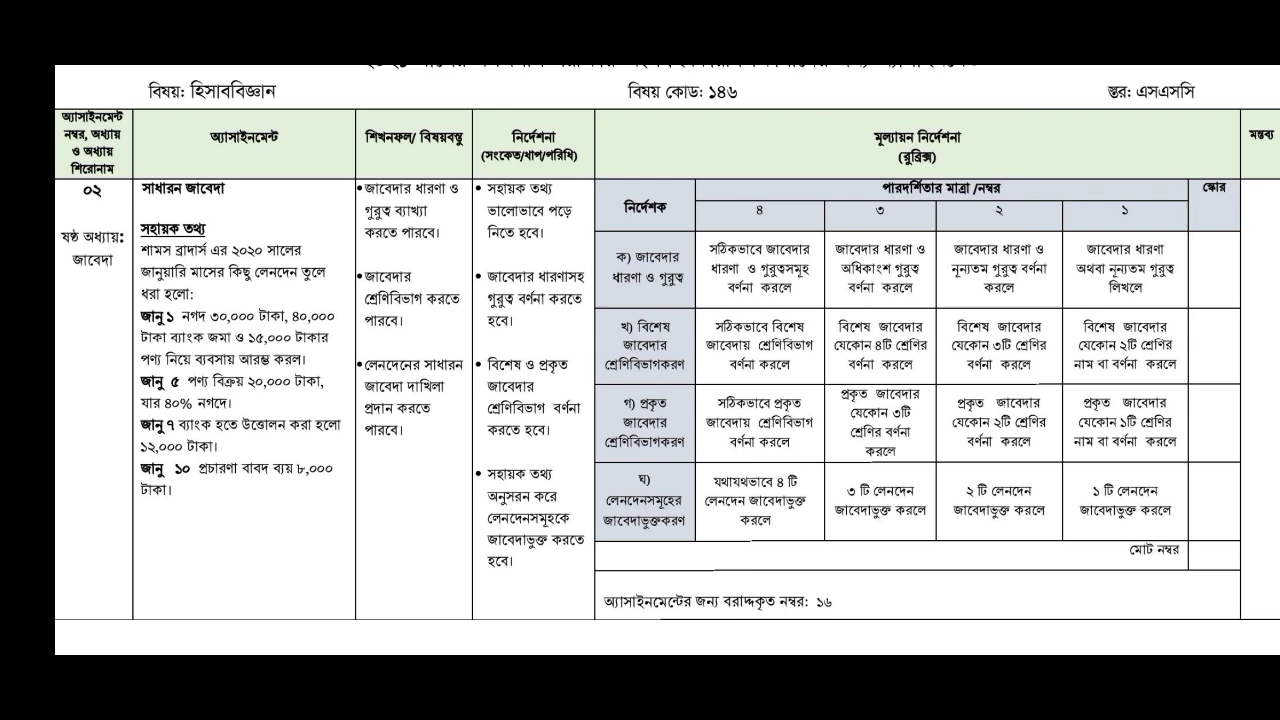 বিষয়: হিসাববিজ্ঞান
বিষয় কোড: ১৪৬
স্তর: এসএসসি
অ্যাসাইনমেন্ট
নম্বর, অধ্যায়
ও অধ্যায়
শিরোনাম
অ্যাসাইনমেন্ট
শিখনফল/ বিষয়বস্তু
নির্দেশনা
(সংকেত/ধাপ/পরিধি)
মূল্যায়ন নির্দেশনা
(রুব্রিক্স)
মন্তব্য
০২
ষষ্ঠ অধ্যায়:
জাবেদা
সাধারন জাবেদা
সহায়ক তথ্য
শামস ব্রাদার্স এর ২০২০ সালের
জানুয়ারি মাসের কিছু লেনদেন তুলে
ধরা হলো:
জানু ১ নগদ ৩০,০০০ টাকা, ৪০,০০০
টাকা ব্যাংক জমা ও ১৫,০০০ টাকার
পণ্য নিয়ে ব্যবসায় আরম্ভ করল।
জানু ৫ পণ্য বিক্রয় ২০,০০০ টাকা,
যার ৪০% নগদে।
জানু ৭ ব্যাংক হতে উত্তোলন করা হলো
১২,০০০ টাকা।
জানু ১০ প্রচারণা বাবদ ব্যয় ৮,০০০
টাকা।
•জাবেদার ধারণা ও
গুরুত্ব ব্যাখ্যা
করতে পারবে।
•জাবেদার
শ্রেণিবিভাগ করতে
পারবে।
•লেনদেনের সাধারন
জাবেদা দাখিলা
প্রদান করতে
পারবে।
• সহায়ক তথ্য
ভালোভাবে পড়ে
নিতে হবে।
• জাবেদার ধারণাসহ
গুরুত্ব বর্ণনা করতে
হবে।
• বিশেষ ও প্রকৃত
জাবেদার
শ্রেণিবিভাগ বর্ণনা
করতে হবে।
• সহায়ক তথ্য
অনুসরন করে
লেনদেনসমূহকে
জাবেদাভুক্ত করতে
হবে।
নির্দেশক
পারদর্শিতার মাত্রা /নম্বর
স্কোর
৪
৩
২
১
ক) জাবেদার
ধারণা ও গুরুত্ব
সঠিকভাবে জাবেদার
ধারণা ও গুরুত্বসমূহ
বর্ণনা করলে
জাবেদার ধারণা ও
অধিকাংশ গুরুত্ব
বর্ণনা করলে
জাবেদার ধারণা ও
নূন্যতম গুরুত্ব বর্ণনা
করলে
জাবেদার ধারণা
অথবা নূন্যতম গুরুত্ব
লিখলে
খ) বিশেষ
জাবেদার
শ্রেণিবিভাগকরণ
সঠিকভাবে বিশেষ
জাবেদায় শ্রেণিবিভাগ
বর্ণনা করলে
বিশেষ জাবেদার
যেকোন ৪টি শ্রেণির
বর্ণনা করলে
বিশেষ জাবেদার
যেকোন ৩টি শ্রেণির
বর্ণনা করলে
বিশেষ জাবেদার
যেকোন ২টি শ্রেণির
নাম বা বর্ণনা করলে
গ) প্রকৃত
জাবেদার
শ্রেণিবিভাগকরণ
সঠিকভাবে প্রকৃত
জাবেদায় শ্রেণিবিভাগ
বর্ণনা করলে
প্রকৃত জাবেদার
যেকোন ৩টি
শ্রেণির বর্ণনা
করলে
প্রকৃত জাবেদার
যেকোন ২টি শ্রেণির
বর্ণনা করলে
প্রকৃত জাবেদার
যেকোন ১টি শ্রেণির
নাম বা বর্ণনা করলে
ঘ)
লেনদেনসমূহের
জাবেদাভুক্তকরণ
যথাযথভাবে ৪ টি
লেনদেন জাবেদাভুক্ত
করলে
৩ টি লেনদেন
জাবেদাভুক্ত করলে
২ টি লেনদেন
জাবেদাভুক্ত করলে
১ টি লেনদেন
জাবেদাভুক্ত করলে
মোট নম্বর
অ্যাসাইনমেন্টের জন্য বরাদ্দকৃত নম্বর: ১৬